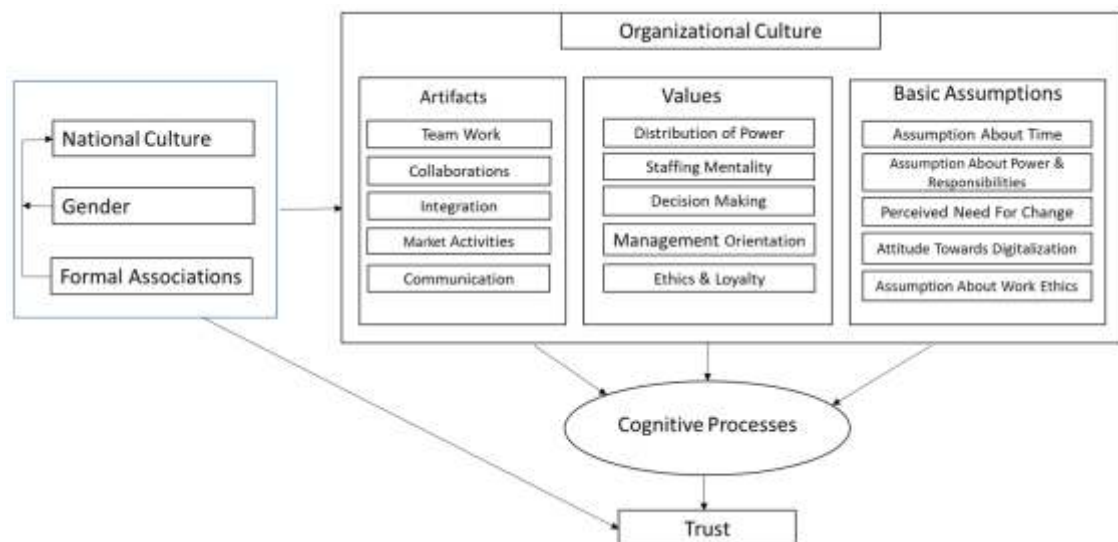 Organizational Culture
National Culture
Gender
Formal Associations
Artifacts
Team Work
Collaborations
Integration
Market Activities
Communication
Values
Distribution of Power
Staffing Mentality
Decision Making
Management Orientation
Ethics & Loyalty
Basic Assumptions
Assumption About Time
Assumption About Power &
Responsibilities
Perceived Need For Change
Attitude Towards Digitalization
Assumption About Work Ethics
Cognitive Processes
Trust